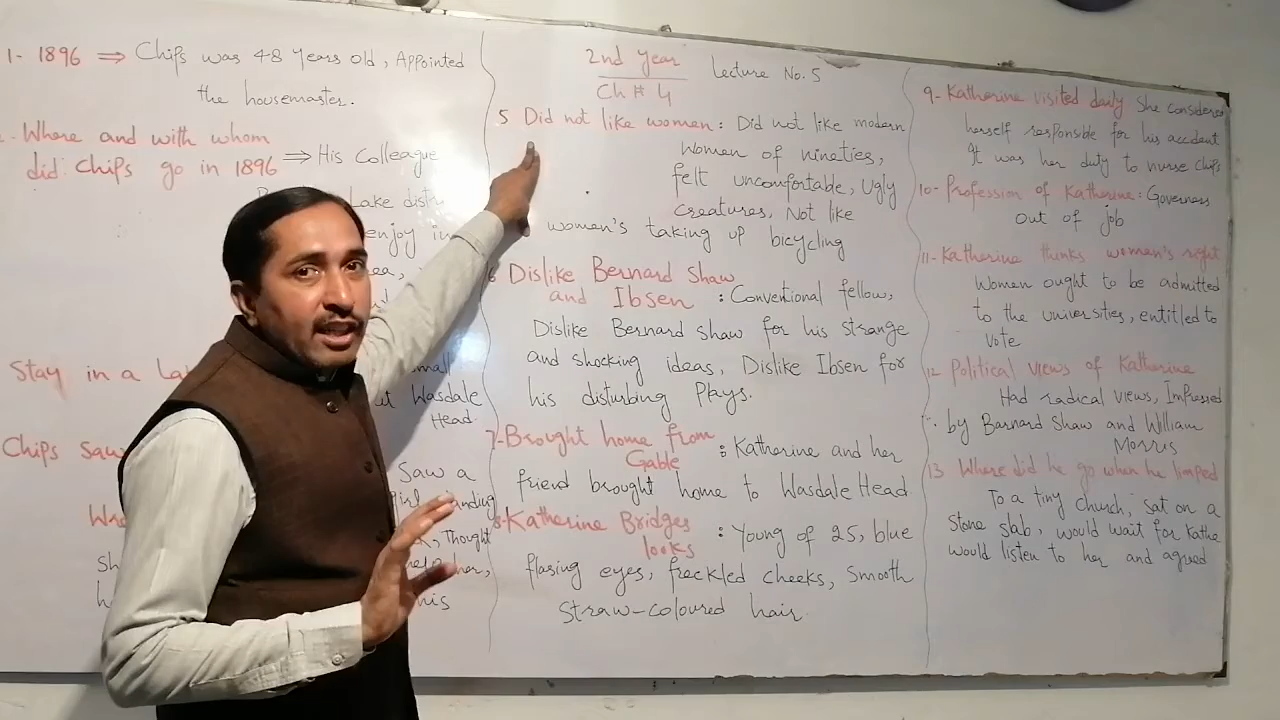 1- 1896 ⇒ Chips was 48 years old, Appointed
the housemaster.
Where and with whom
did Chips go in 1896 ⇒ His Colleague
Lake
enjoy in
Stay in a
Wasdale
Head.
Chips Saw
Saw a
girl
Thought
her,
his
2nd Year
Ch # 4
Lecture No. 5
5 Did not like women : Did not like modern
Women of nineties,
felt uncomfortable, Ugly
creatures, Not like
women's taking up bicycling
6 Dislike Bernard Shaw
and Ibsen : Conventional fellow,
Dislike Bernard Shaw for his strange
and shocking ideas, Dislike Ibsen for
his disturbing Plays.
7- Brought home from
Gable : Katherine and her
friend brought home to Wasdale Head
8- Katherine Bridges
looks : Young of 25, blue
flasing eyes, freckled cheeks, Smooth
Straw-coloured hair.
9- Katherine visited daily She considered
herself responsible for his accident
It was her duty to nurse chips
10- Profession of Katherine: Governess
out of job
11- Katherine thinks women's right
Women ought to be admitted
to the universities, entitled to
vote
12 Political views of Katherine
Had radical views, Impressed
by Barnard Shaw and William
Morris
13 Where did he go when he limped
To a tiny Church, sat on a
Stone slab, would wait for Kathe
would listen to her and agreed